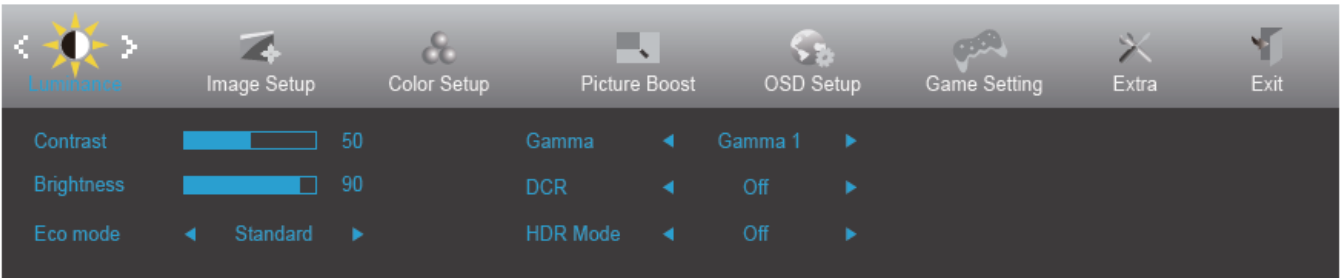 Luminance Image Setup Color Setup Picture Boost OSD Setup Game Setting Extra Exit
Contrast 50 Gamma Gamma 1
Brightness 90 DCR Off
Eco mode Standard HDR Mode Off